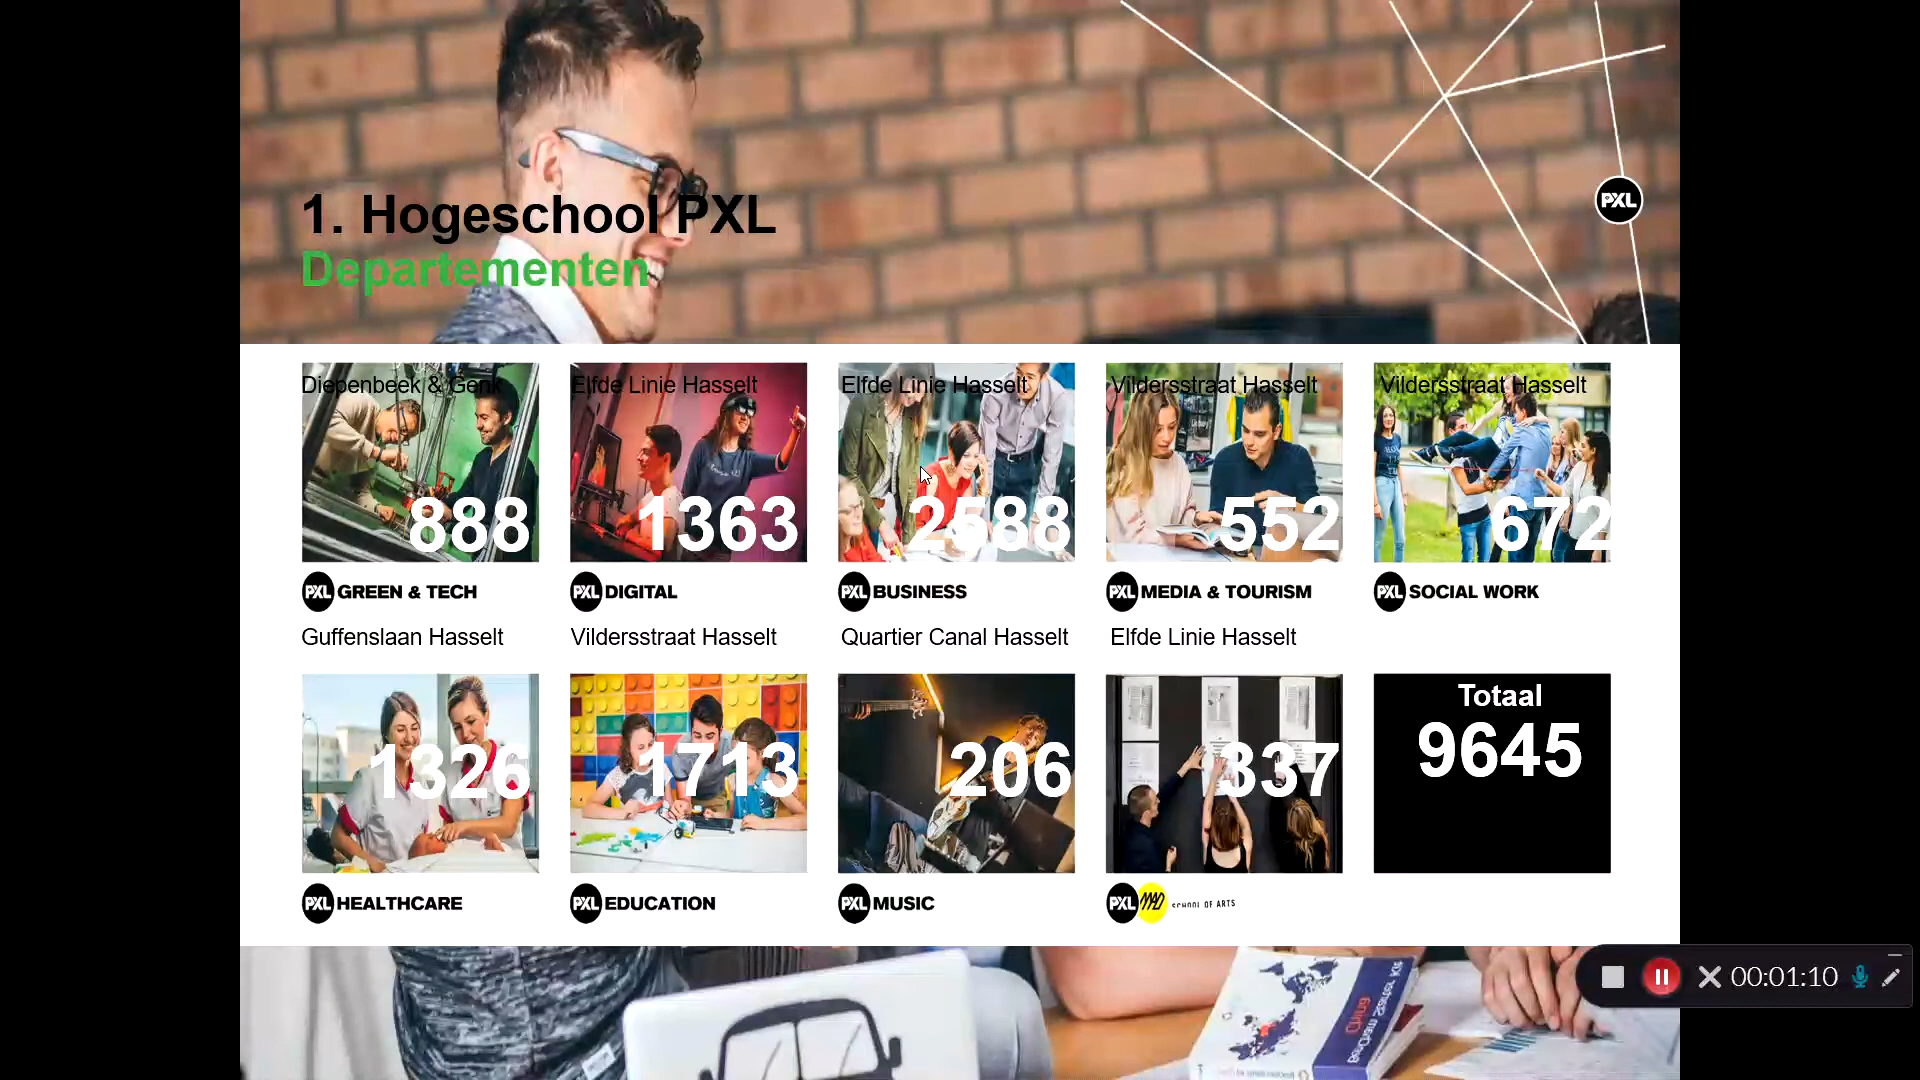 1. Hogeschool PXL
Departementen
PXL
Diepenbeek & Genk
Elfde Linie Hasselt
Elfde Linie Hasselt
Vildersstraat Hasselt
Vildersstraat Hasselt
888
1363
2588
552
672
PXL GREEN & TECH
PXL DIGITAL
PXL BUSINESS
PXL MEDIA & TOURISM
PXL SOCIAL WORK
Guffenslaan Hasselt
Vildersstraat Hasselt
Quartier Canal Hasselt
Elfde Linie Hasselt
1326
1713
206
337
Totaal
9645
PXL HEALTHCARE
PXL EDUCATION
PXL MUSIC
PXL MAD SCHOOL OF ARTS
00:01:10